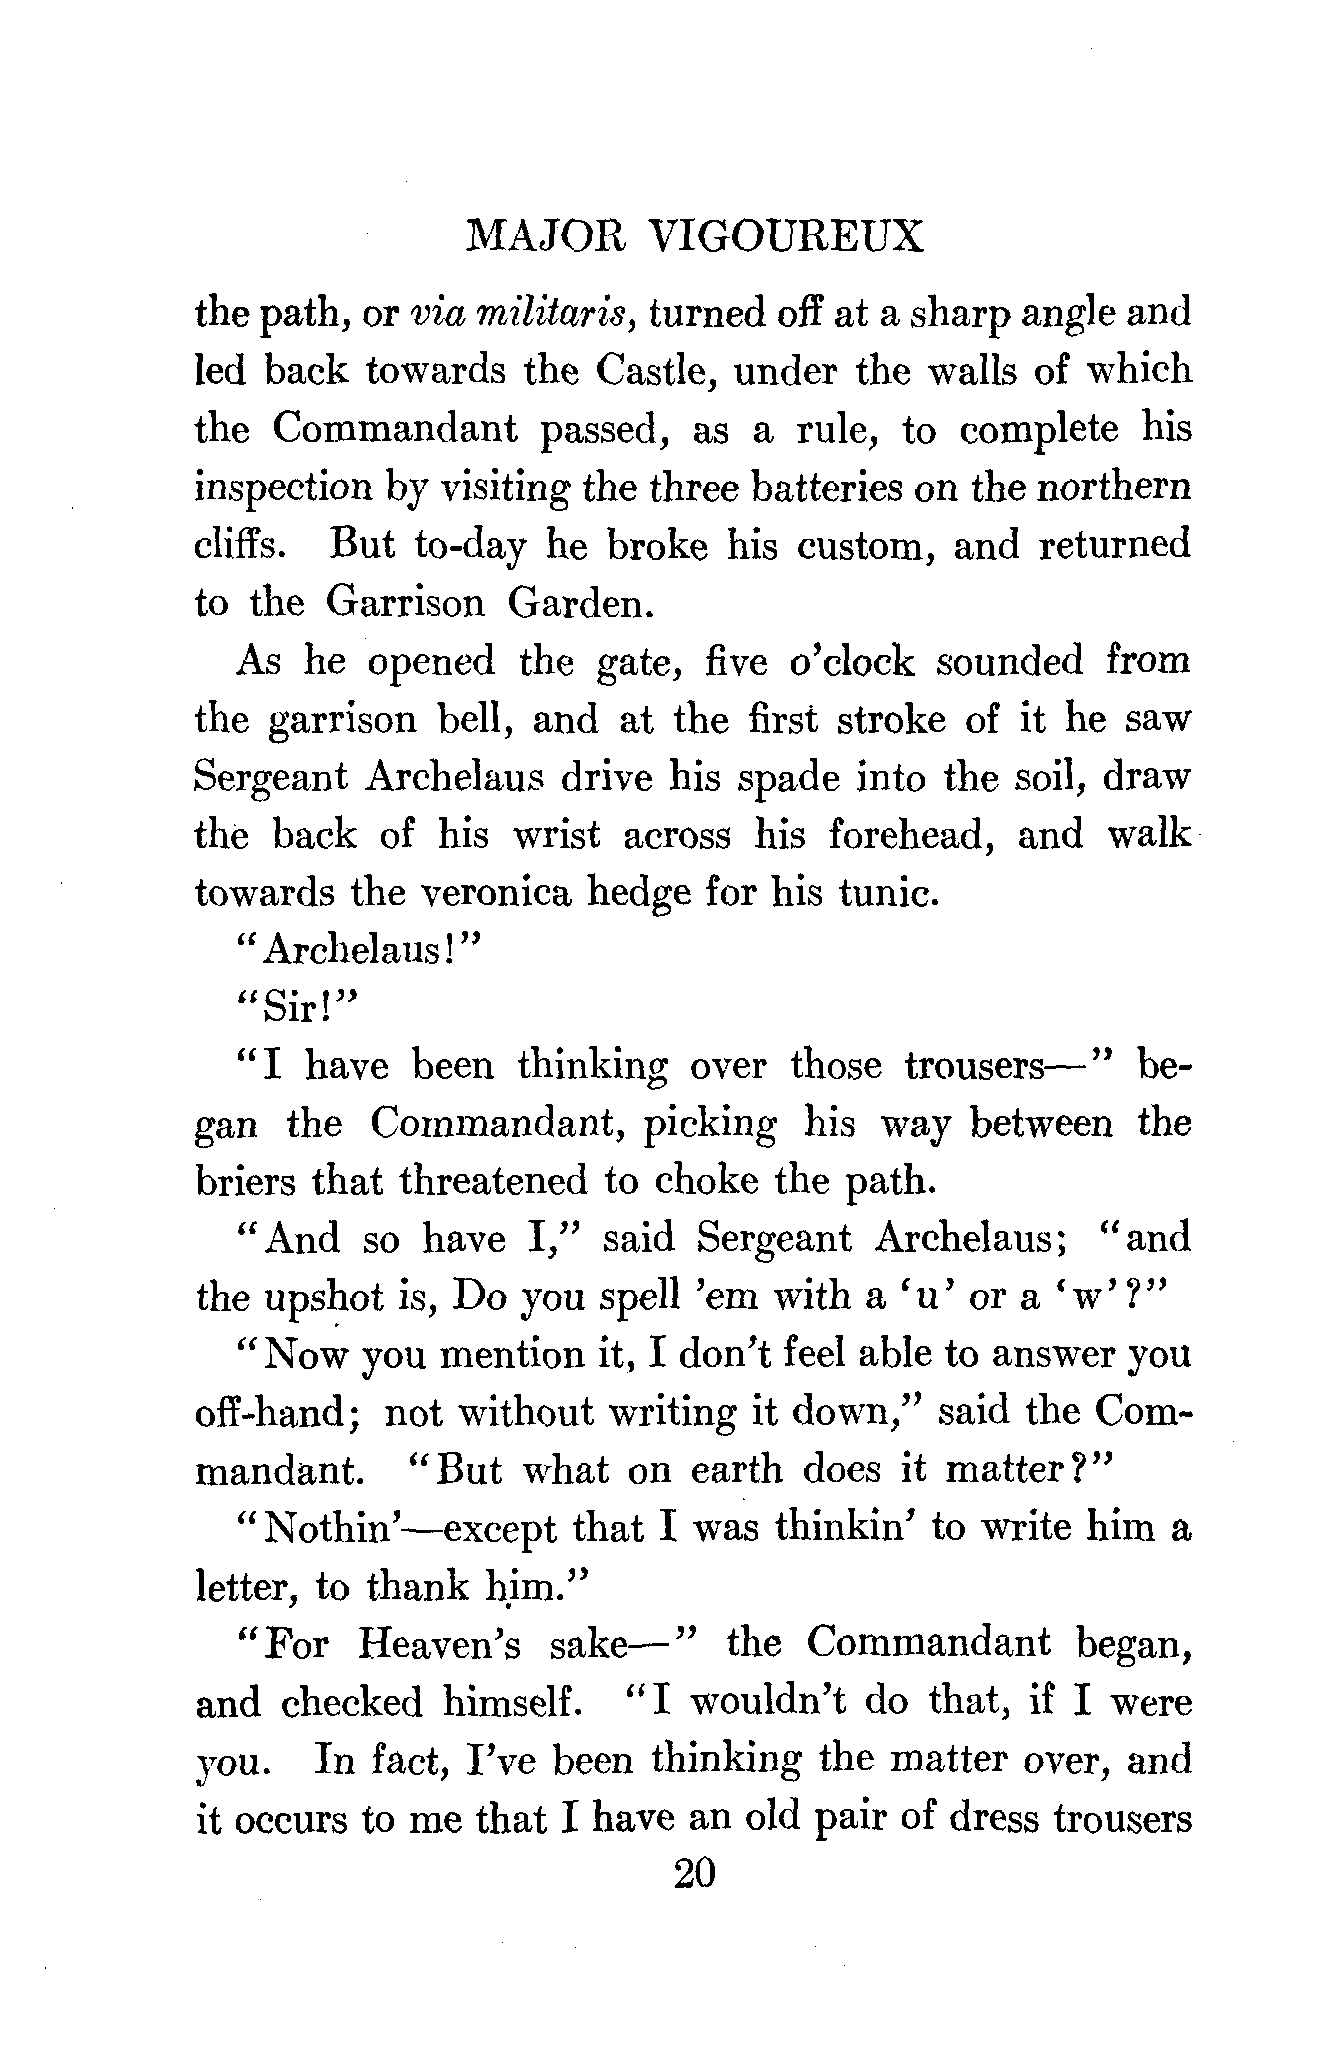 MAJOR VIGOUREUX
the path, or via militaris, turned off at a sharp angle and
led back towards the Castle, under the walls of which
the Commandant passed, as a rule, to complete his
inspection by visiting the three batteries on the northern
cliffs. But to-day he broke his custom, and returned
to the Garrison Garden.
As he opened the gate, five o'clock sounded from
the garrison bell, and at the first stroke of it he saw
Sergeant Archelaus drive his spade into the soil, draw
the back of his wrist across his forehead, and walk
towards the veronica hedge for his tunic.
"Archelaus!"
"Sir!"
"I have been thinking over those trousers—" be-
gan the Commandant, picking his way between the
briers that threatened to choke the path.
"And so have I," said Sergeant Archelaus; "and
the upshot is, Do you spell 'em with a 'u' or a 'w'?"
"Now you mention it, I don't feel able to answer you
off-hand; not without writing it down," said the Com-
mandant. "But what on earth does it matter?"
"Nothin'—except that I was thinkin' to write him a
letter, to thank him."
"For Heaven's sake—" the Commandant began,
and checked himself. "I wouldn't do that, if I were
you. In fact, I've been thinking the matter over, and
it occurs to me that I have an old pair of dress trousers
20